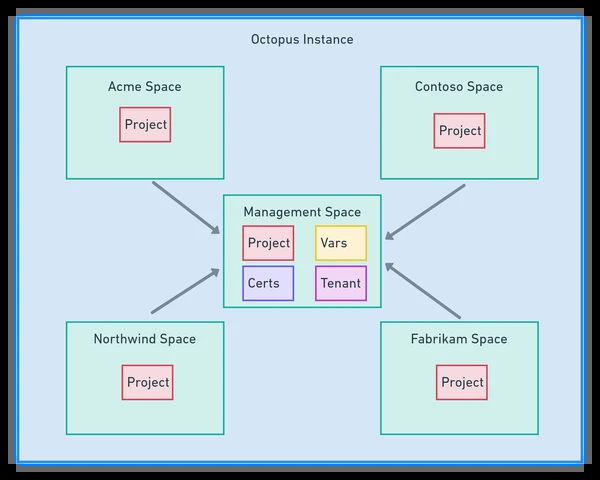 Octopus Instance
Acme Space
Project
Contoso Space
Project
Management Space
Project
Vars
Certs
Tenant
Northwind Space
Project
Fabrikam Space
Project